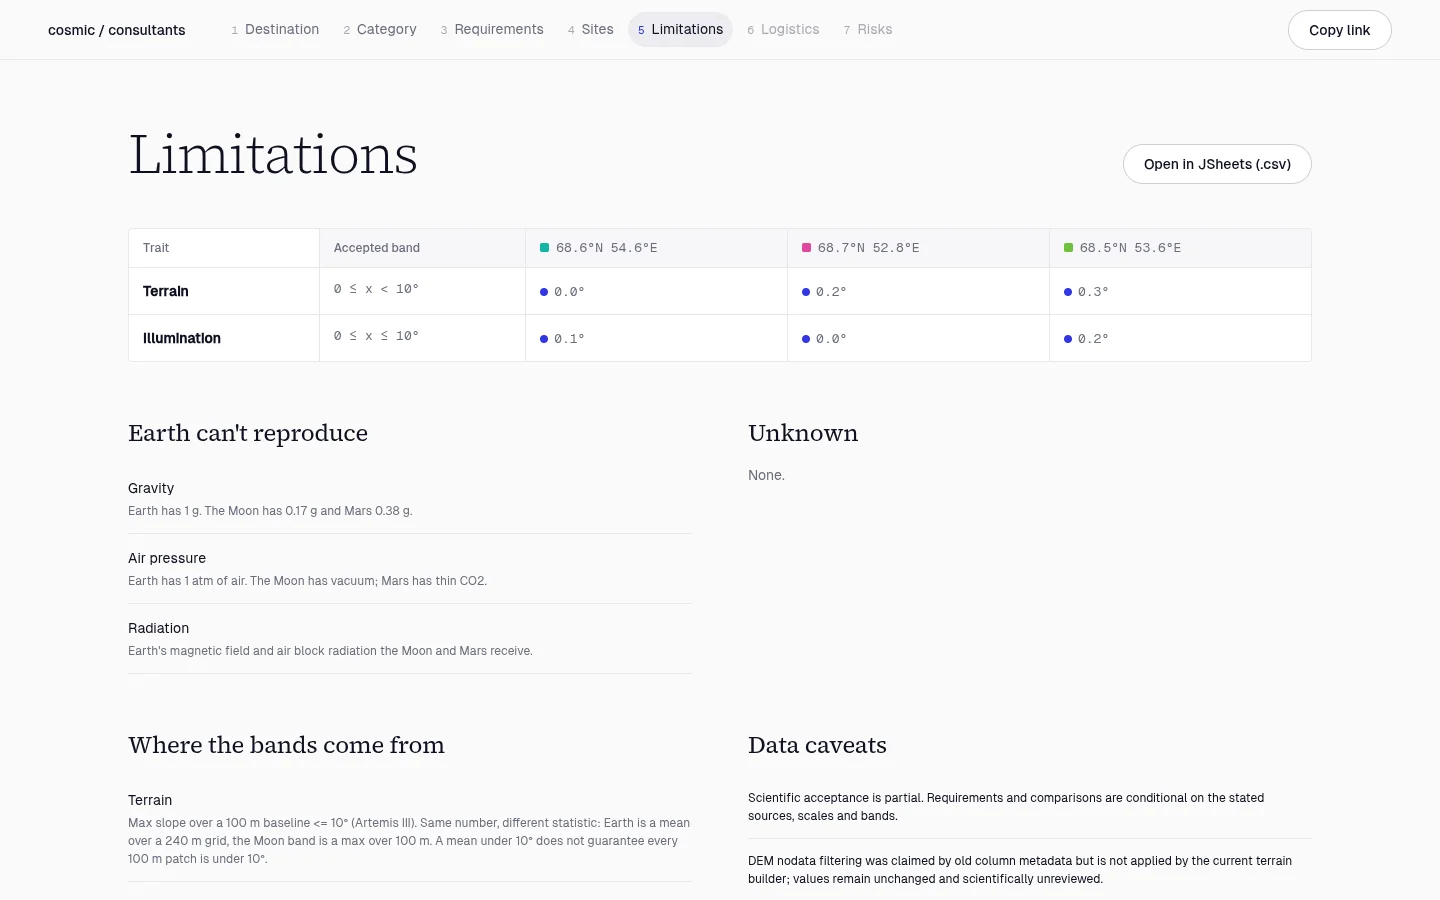 cosmic / consultants
1 Destination
2 Category
3 Requirements
4 Sites
5 Limitations
6 Logistics
7 Risks
Copy link
Limitations
Open in JSheets (.csv)
Trait
Accepted band
68.6°N 54.6°E
68.7°N 52.8°E
68.5°N 53.6°E
Terrain
0 ≤ x < 10°
0.0°
0.2°
0.3°
Illumination
0 ≤ x ≤ 10°
0.1°
0.0°
0.2°
Earth can't reproduce
Gravity
Earth has 1 g. The Moon has 0.17 g and Mars 0.38 g.
Air pressure
Earth has 1 atm of air. The Moon has vacuum; Mars has thin CO2.
Radiation
Earth's magnetic field and air block radiation the Moon and Mars receive.
Unknown
None.
Where the bands come from
Terrain
Max slope over a 100 m baseline <= 10° (Artemis III). Same number, different statistic: Earth is a mean
over a 240 m grid, the Moon band is a max over 100 m. A mean under 10° does not guarantee every
100 m patch is under 10°.
Data caveats
Scientific acceptance is partial. Requirements and comparisons are conditional on the stated
sources, scales and bands.
DEM nodata filtering was claimed by old column metadata but is not applied by the current terrain
builder; values remain unchanged and scientifically unreviewed.